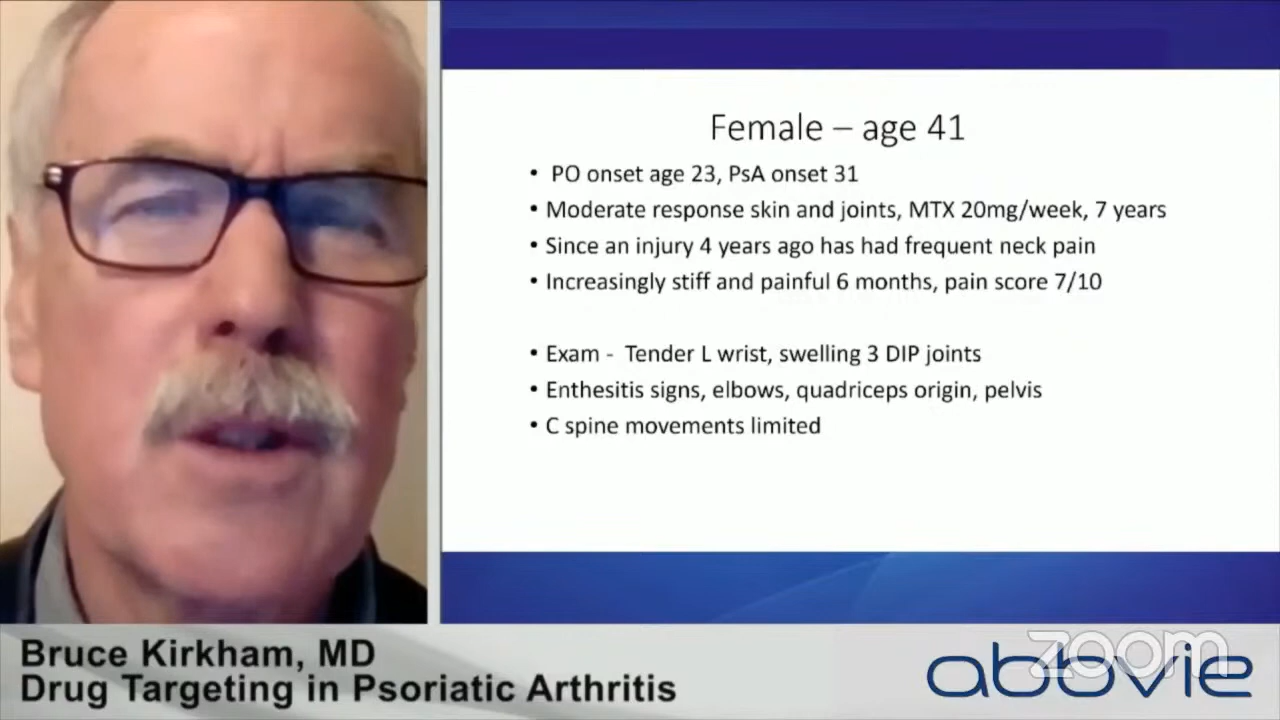 Female – age 41
• PO onset age 23, PsA onset 31
• Moderate response skin and joints, MTX 20mg/week, 7 years
• Since an injury 4 years ago has had frequent neck pain
• Increasingly stiff and painful 6 months, pain score 7/10
• Exam - Tender L wrist, swelling 3 DIP joints
• Enthesitis signs, elbows, quadriceps origin, pelvis
• C spine movements limited
Bruce Kirkham, MD
Drug Targeting in Psoriatic Arthritis
zoom
abbvie